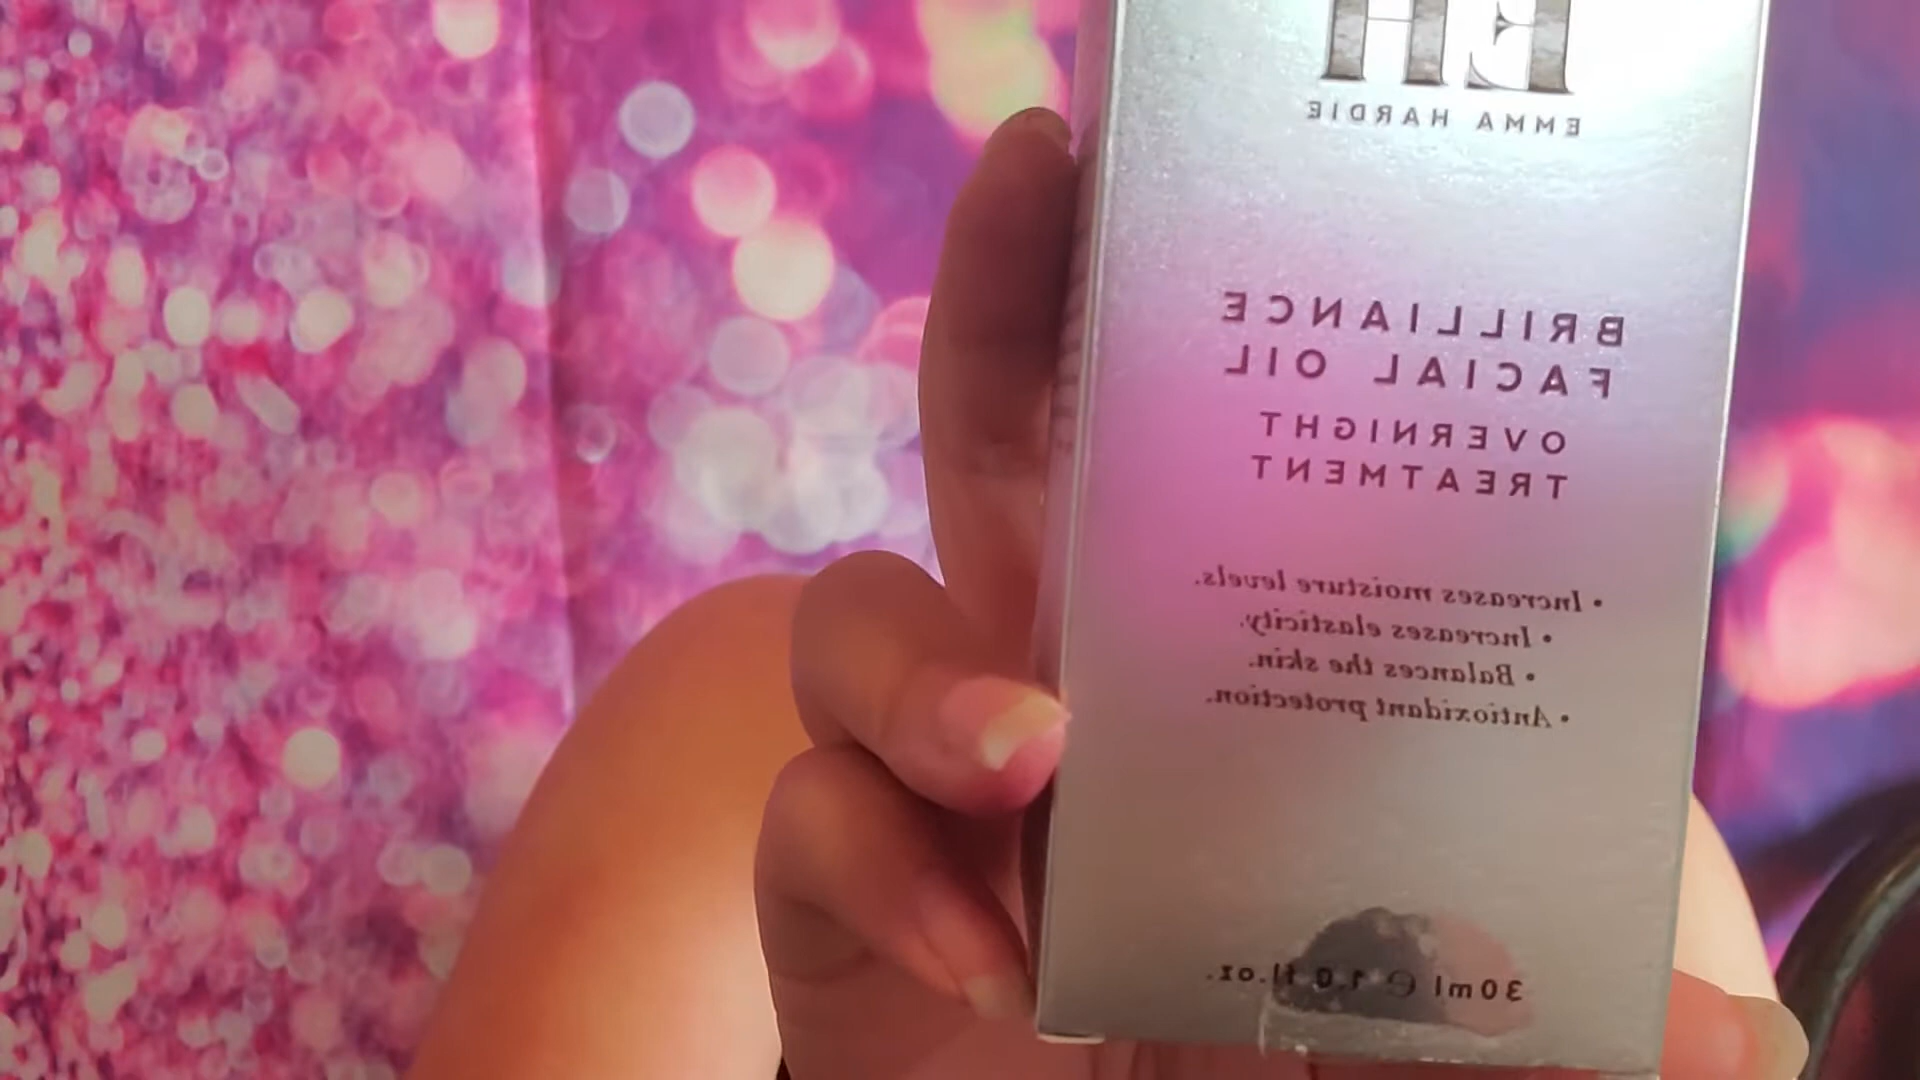 EH
EMMA HARDIE
BRILLIANCE
FACIAL OIL
OVERNIGHT
TREATMENT
• Increases moisture levels.
• Increases elasticity.
• Balances the skin.
• Antioxidant protection.
30ml ℮ 1.0 fl.oz.